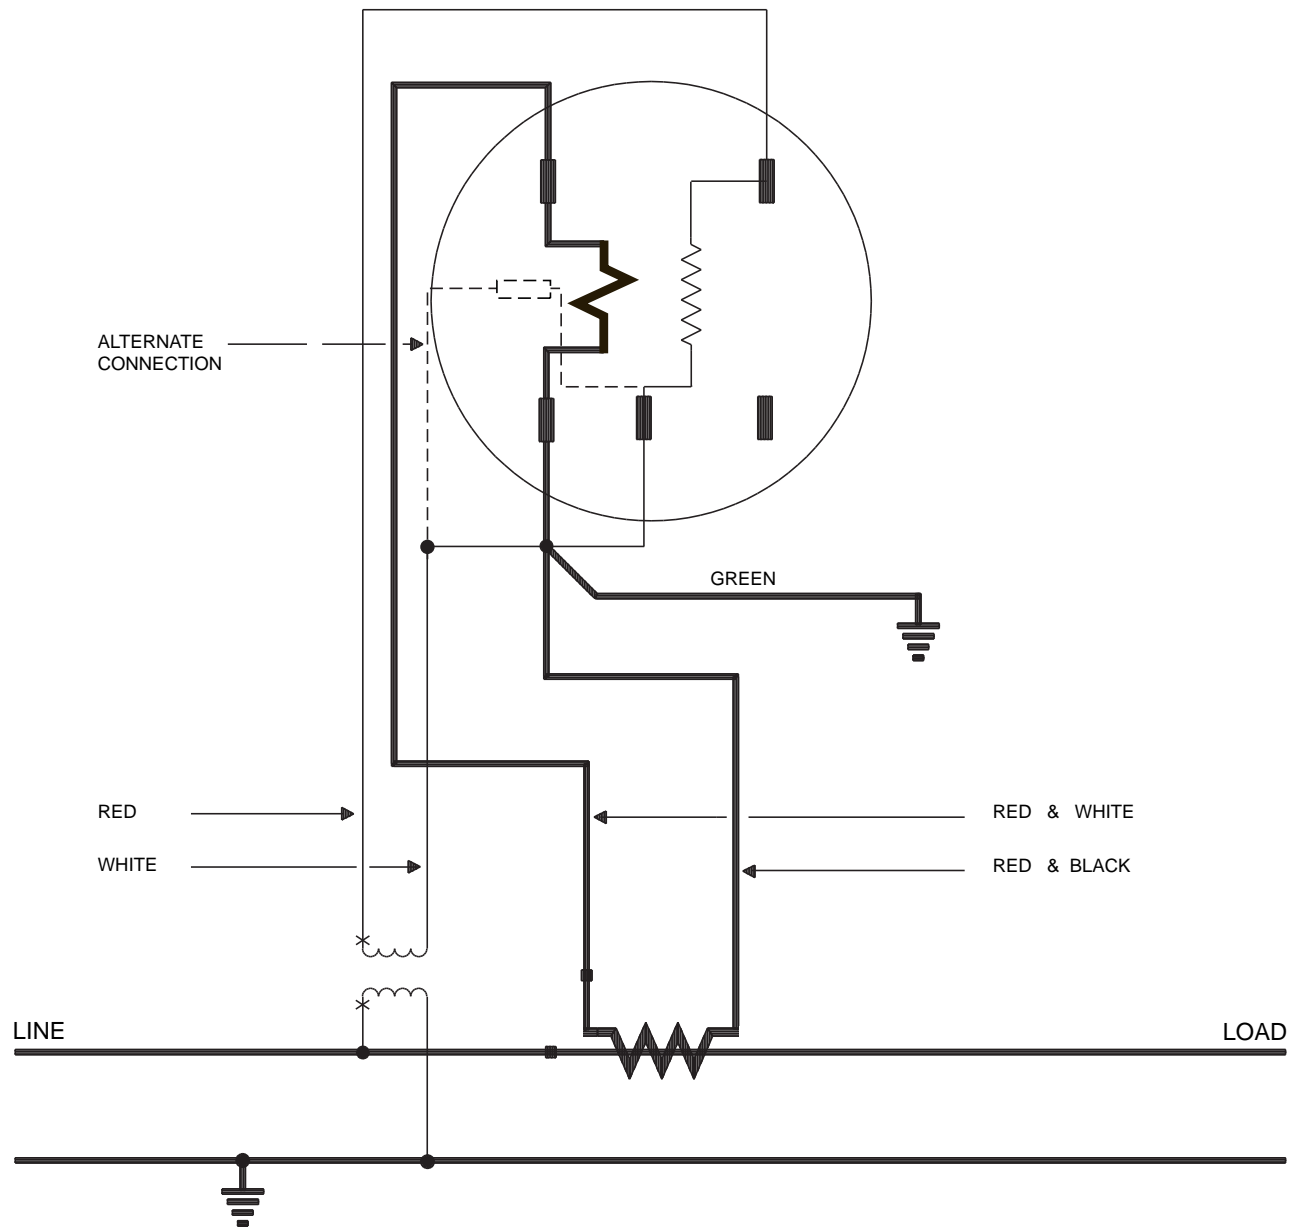 ALTERNATE
CONNECTION
GREEN
RED
RED & WHITE
WHITE
RED & BLACK
LINE
LOAD